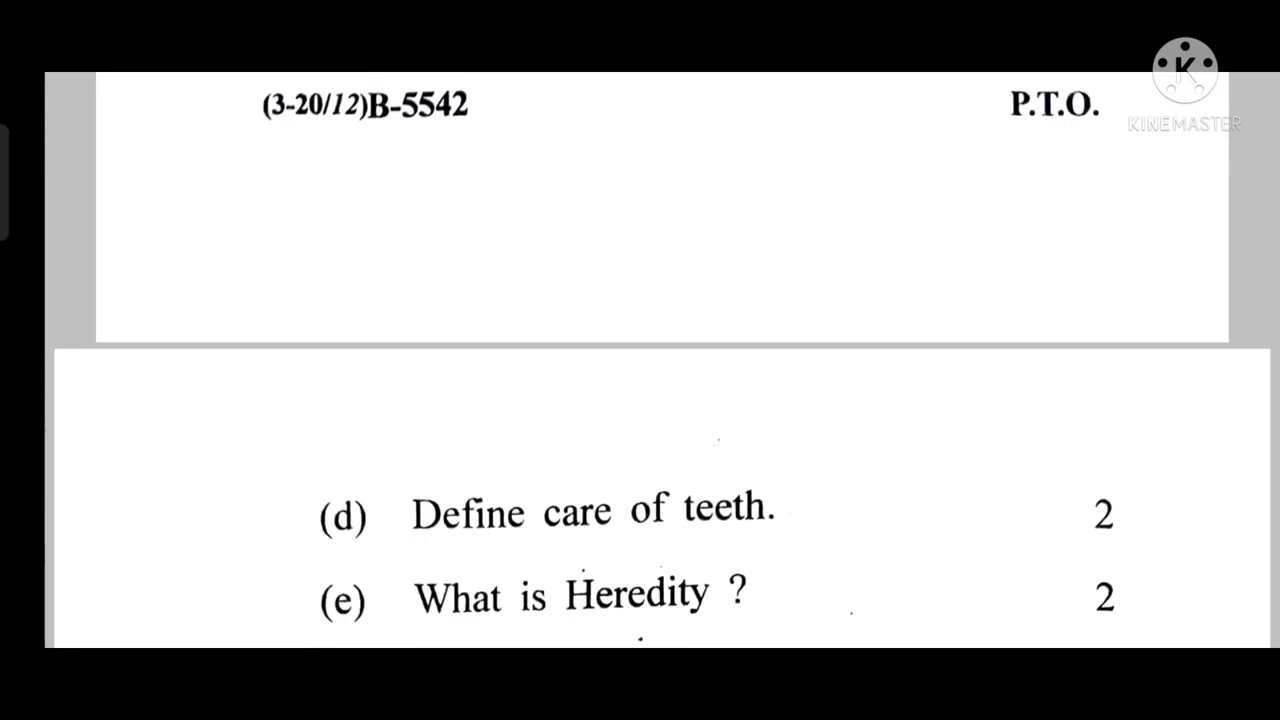 (3-20/12)B-5542 P.T.O.
K
KINEMASTER
(d) Define care of teeth. 2
(e) What is Heredity ? 2